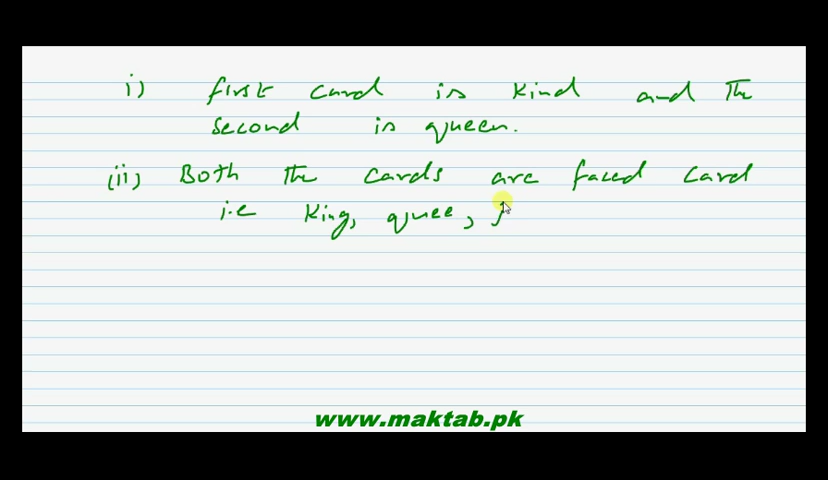 i) first card is kind and the
second is queen.
(ii) Both the cards are faced card
i.e king, quee, j
www.maktab.pk